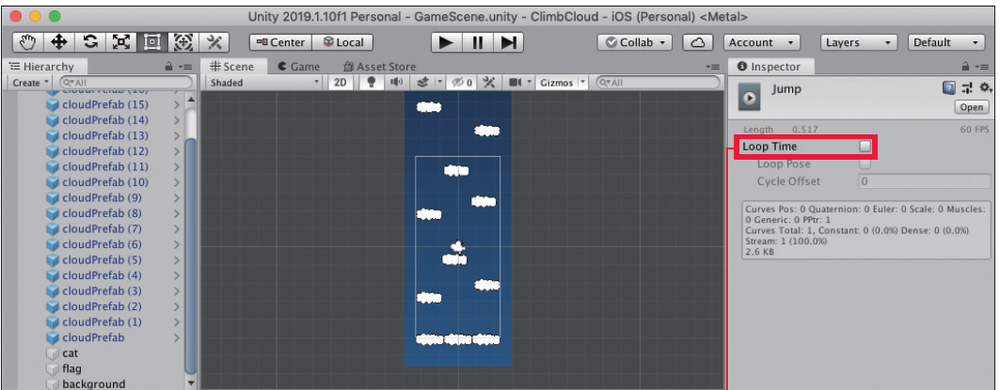 Unity 2019.1.10f1 Personal - GameScene.unity - ClimbCloud - iOS (Personal) <Metal>
Center Local Collab Account Layers Default
Hierarchy
Create All
cloudPrefab (16)
cloudPrefab (15)
cloudPrefab (14)
cloudPrefab (13)
cloudPrefab (12)
cloudPrefab (11)
cloudPrefab (10)
cloudPrefab (9)
cloudPrefab (8)
cloudPrefab (7)
cloudPrefab (6)
cloudPrefab (5)
cloudPrefab (4)
cloudPrefab (3)
cloudPrefab (2)
cloudPrefab (1)
cloudPrefab
cat
flag
background
Scene Game Asset Store
Shaded 2D 0 Gizmos All
Inspector
Jump
Open
Length 0.517 60 FPS
Loop Time
Loop Pose
Cycle Offset 0
Curves Pos: 0 Quaternion: 0 Euler: 0 Scale: 0 Muscles:
0 Generic: 0 PPtr: 1
Curves Total: 1, Constant: 0 (0.0%) Dense: 0 (0.0%)
Stream: 1 (100.0%)
2.6 KB